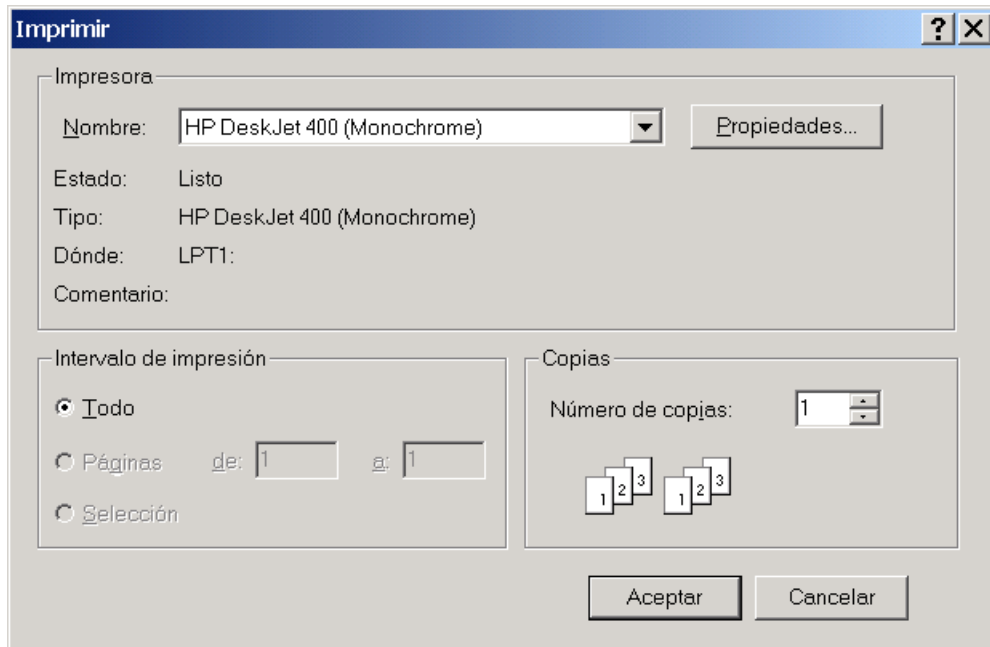 Imprimir
Impresora
Nombre: HP DeskJet 400 (Monochrome) Propiedades...
Estado: Listo
Tipo: HP DeskJet 400 (Monochrome)
Dónde: LPT1:
Comentario:
Intervalo de impresión
Todo
Páginas de: 1 a: 1
Selección
Copias
Número de copias: 1
1 2 3 1 2 3
Aceptar Cancelar